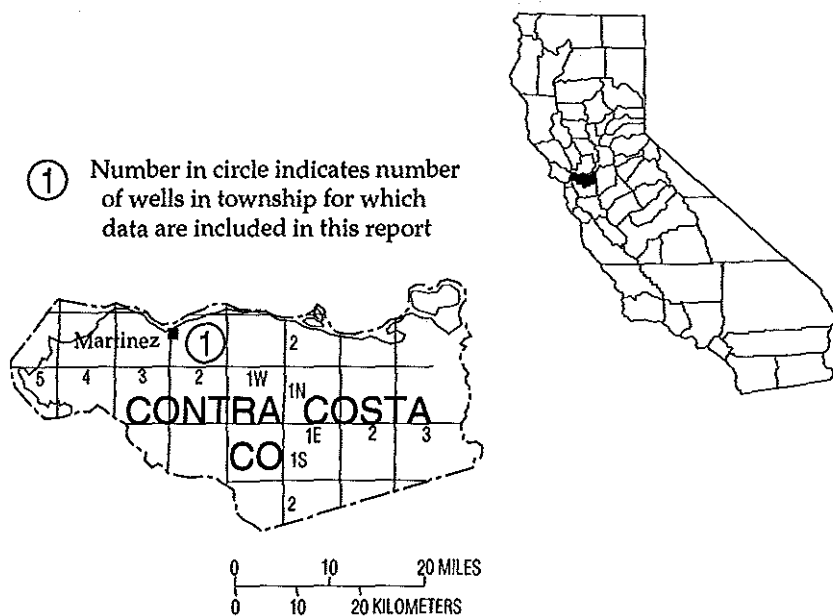 1 Number in circle indicates number
of wells in township for which
data are included in this report
Martinez 1 2
5 4 3 2 1W 1N
CONTRA COSTA
1E 2 3
CO 1S
2
0 10 20 MILES
0 10 20 KILOMETERS